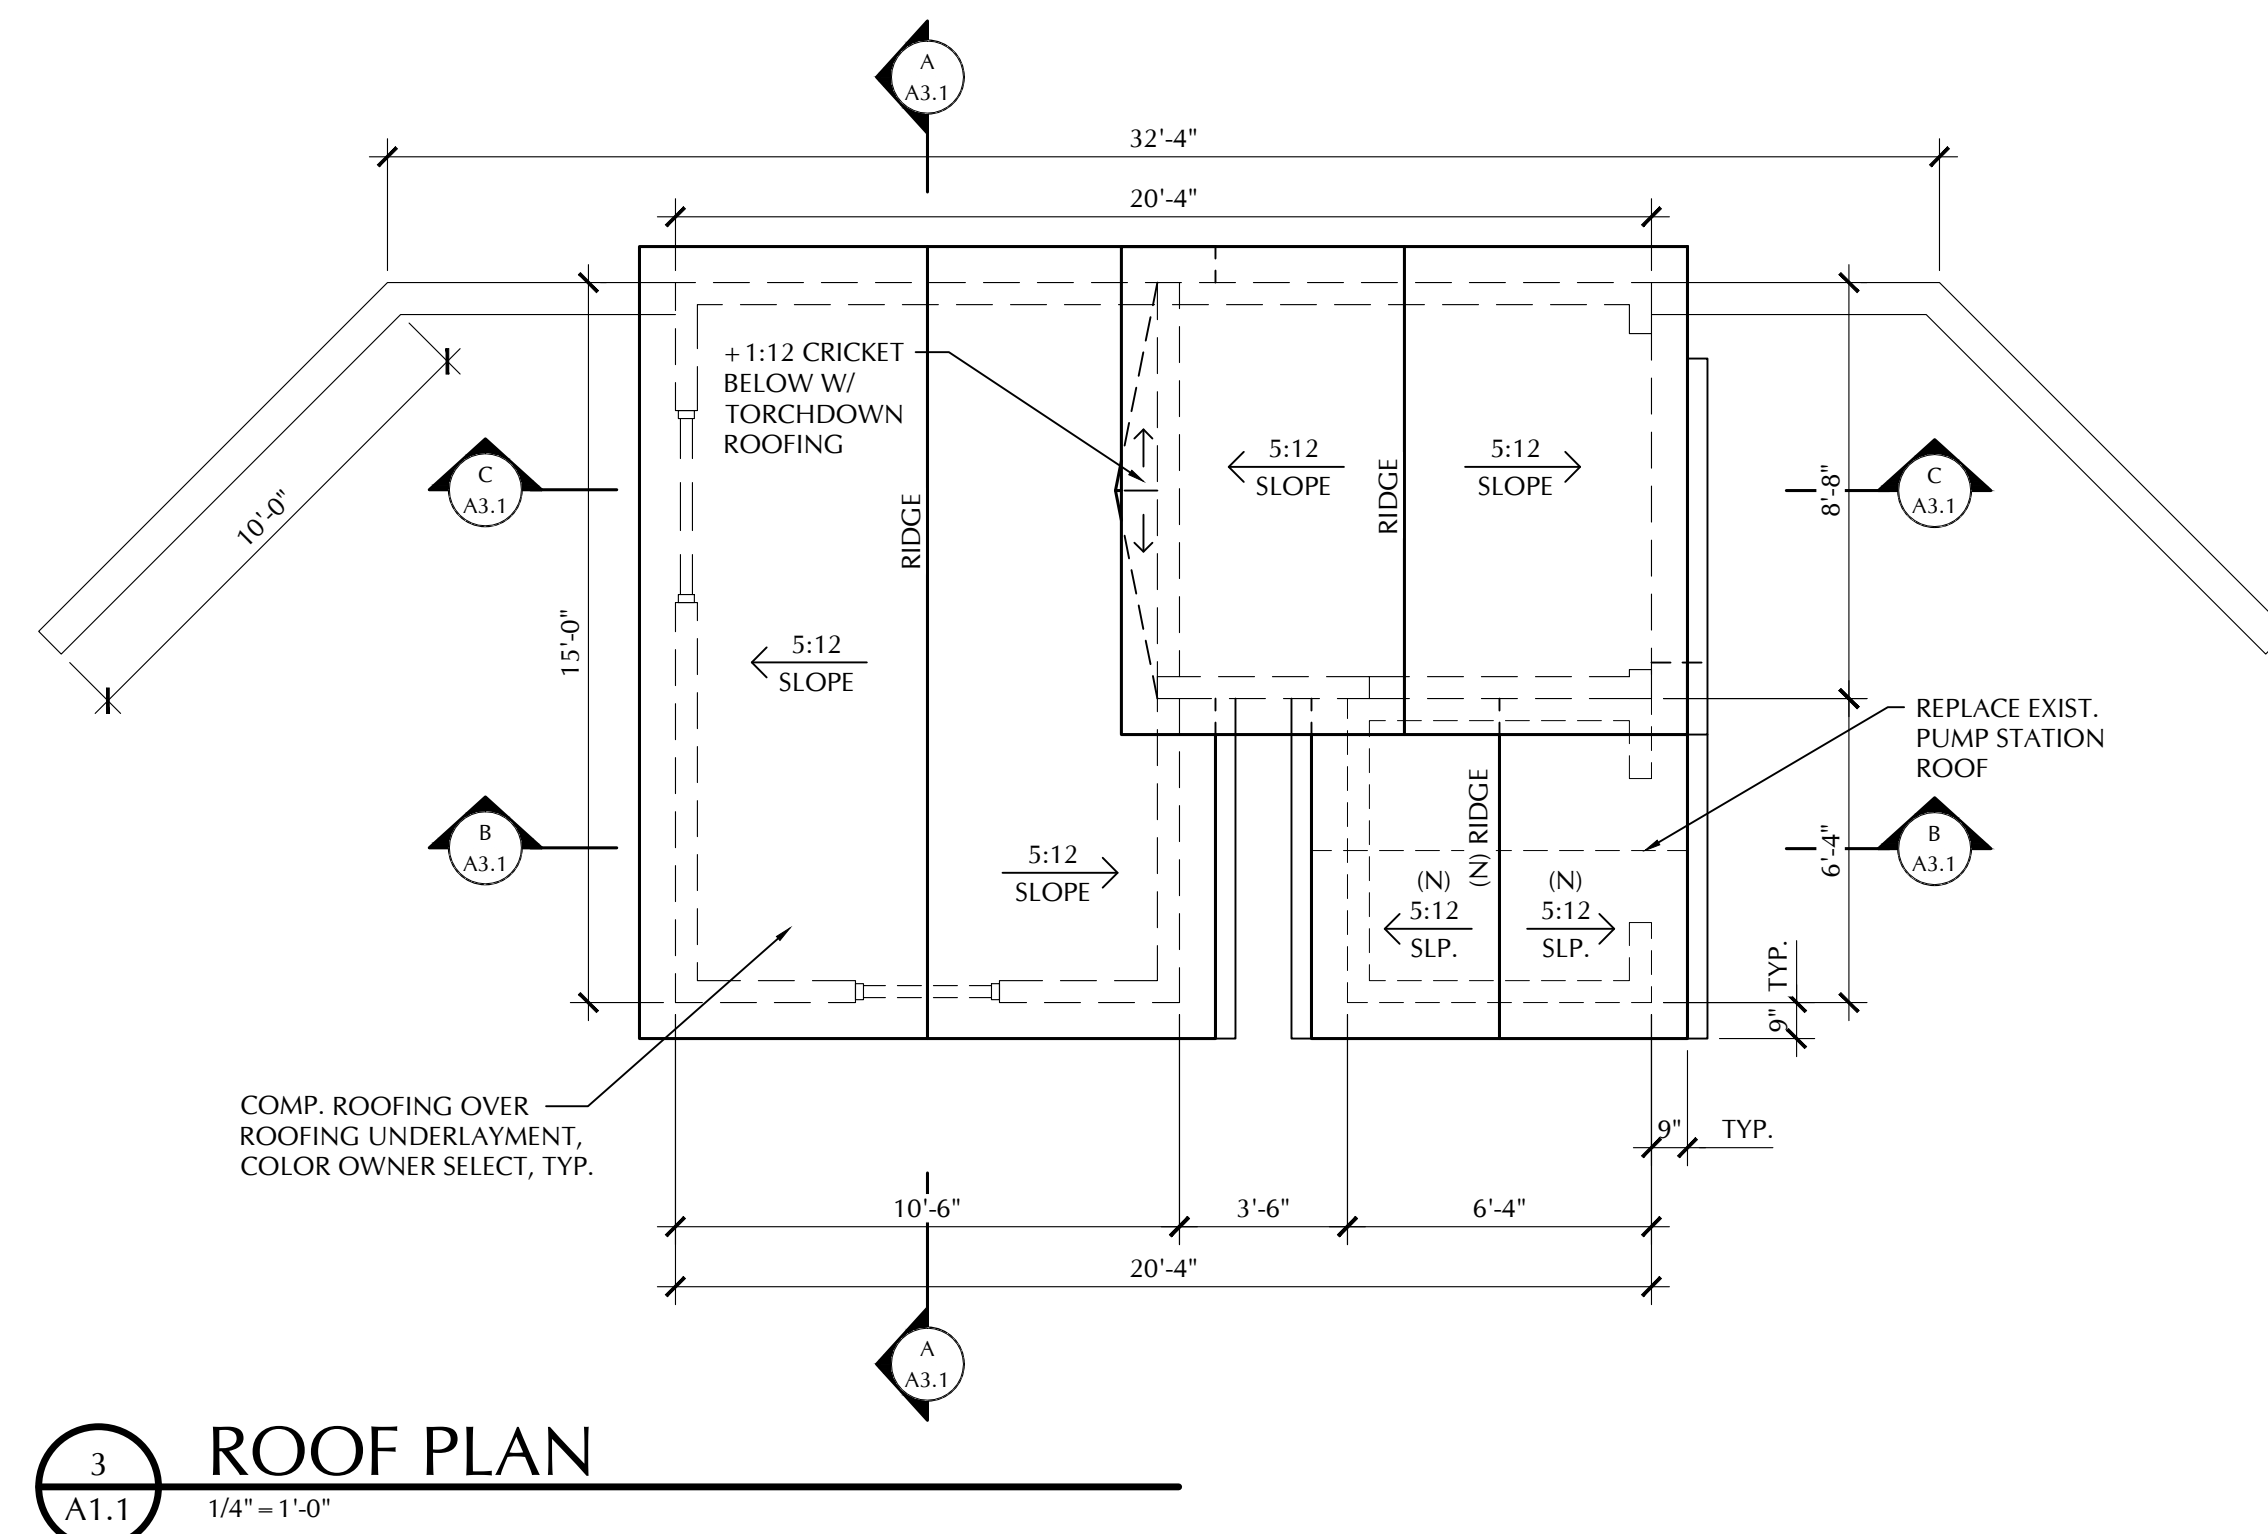 A
A3.1
32'-4"
20'-4"
+1:12 CRICKET
BELOW W/
TORCHDOWN
ROOFING
10'-0"
C
A3.1
RIDGE
5:12
SLOPE
RIDGE
5:12
SLOPE
8'-8"
C
A3.1
15'-0"
5:12
SLOPE
REPLACE EXIST.
PUMP STATION
ROOF
B
A3.1
5:12
SLOPE
(N) RIDGE
(N)
5:12
SLP.
(N)
5:12
SLP.
6'-4"
B
A3.1
9" TYP.
COMP. ROOFING OVER
ROOFING UNDERLAYMENT,
COLOR OWNER SELECT, TYP.
9" TYP.
10'-6"
3'-6"
6'-4"
20'-4"
A
A3.1
3
A1.1
ROOF PLAN
1/4" = 1'-0"